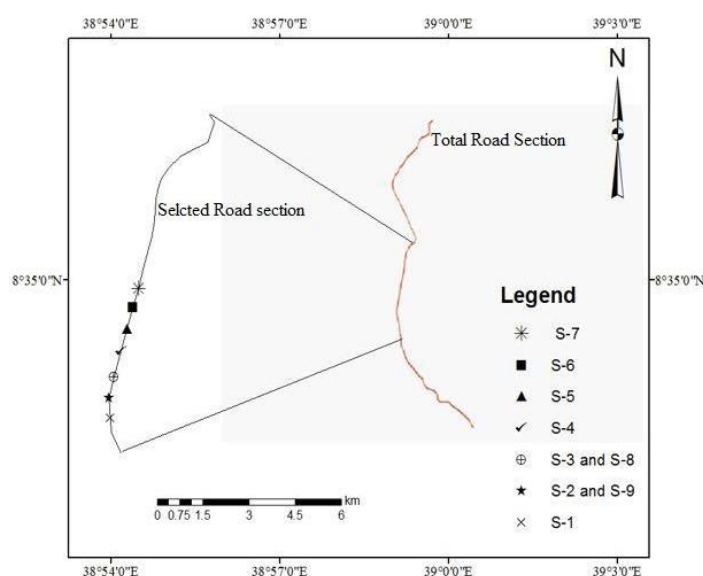 38°54'0"E 38°57'0"E 39°0'0"E 39°3'0"E
N
Total Road Section
Selcted Road section
8°35'0"N 8°35'0"N
Legend
S-7
S-6
S-5
S-4
S-3 and S-8
S-2 and S-9
S-1
km
0 0.75 1.5 3 4.5 6
38°54'0"E 38°57'0"E 39°0'0"E 39°3'0"E